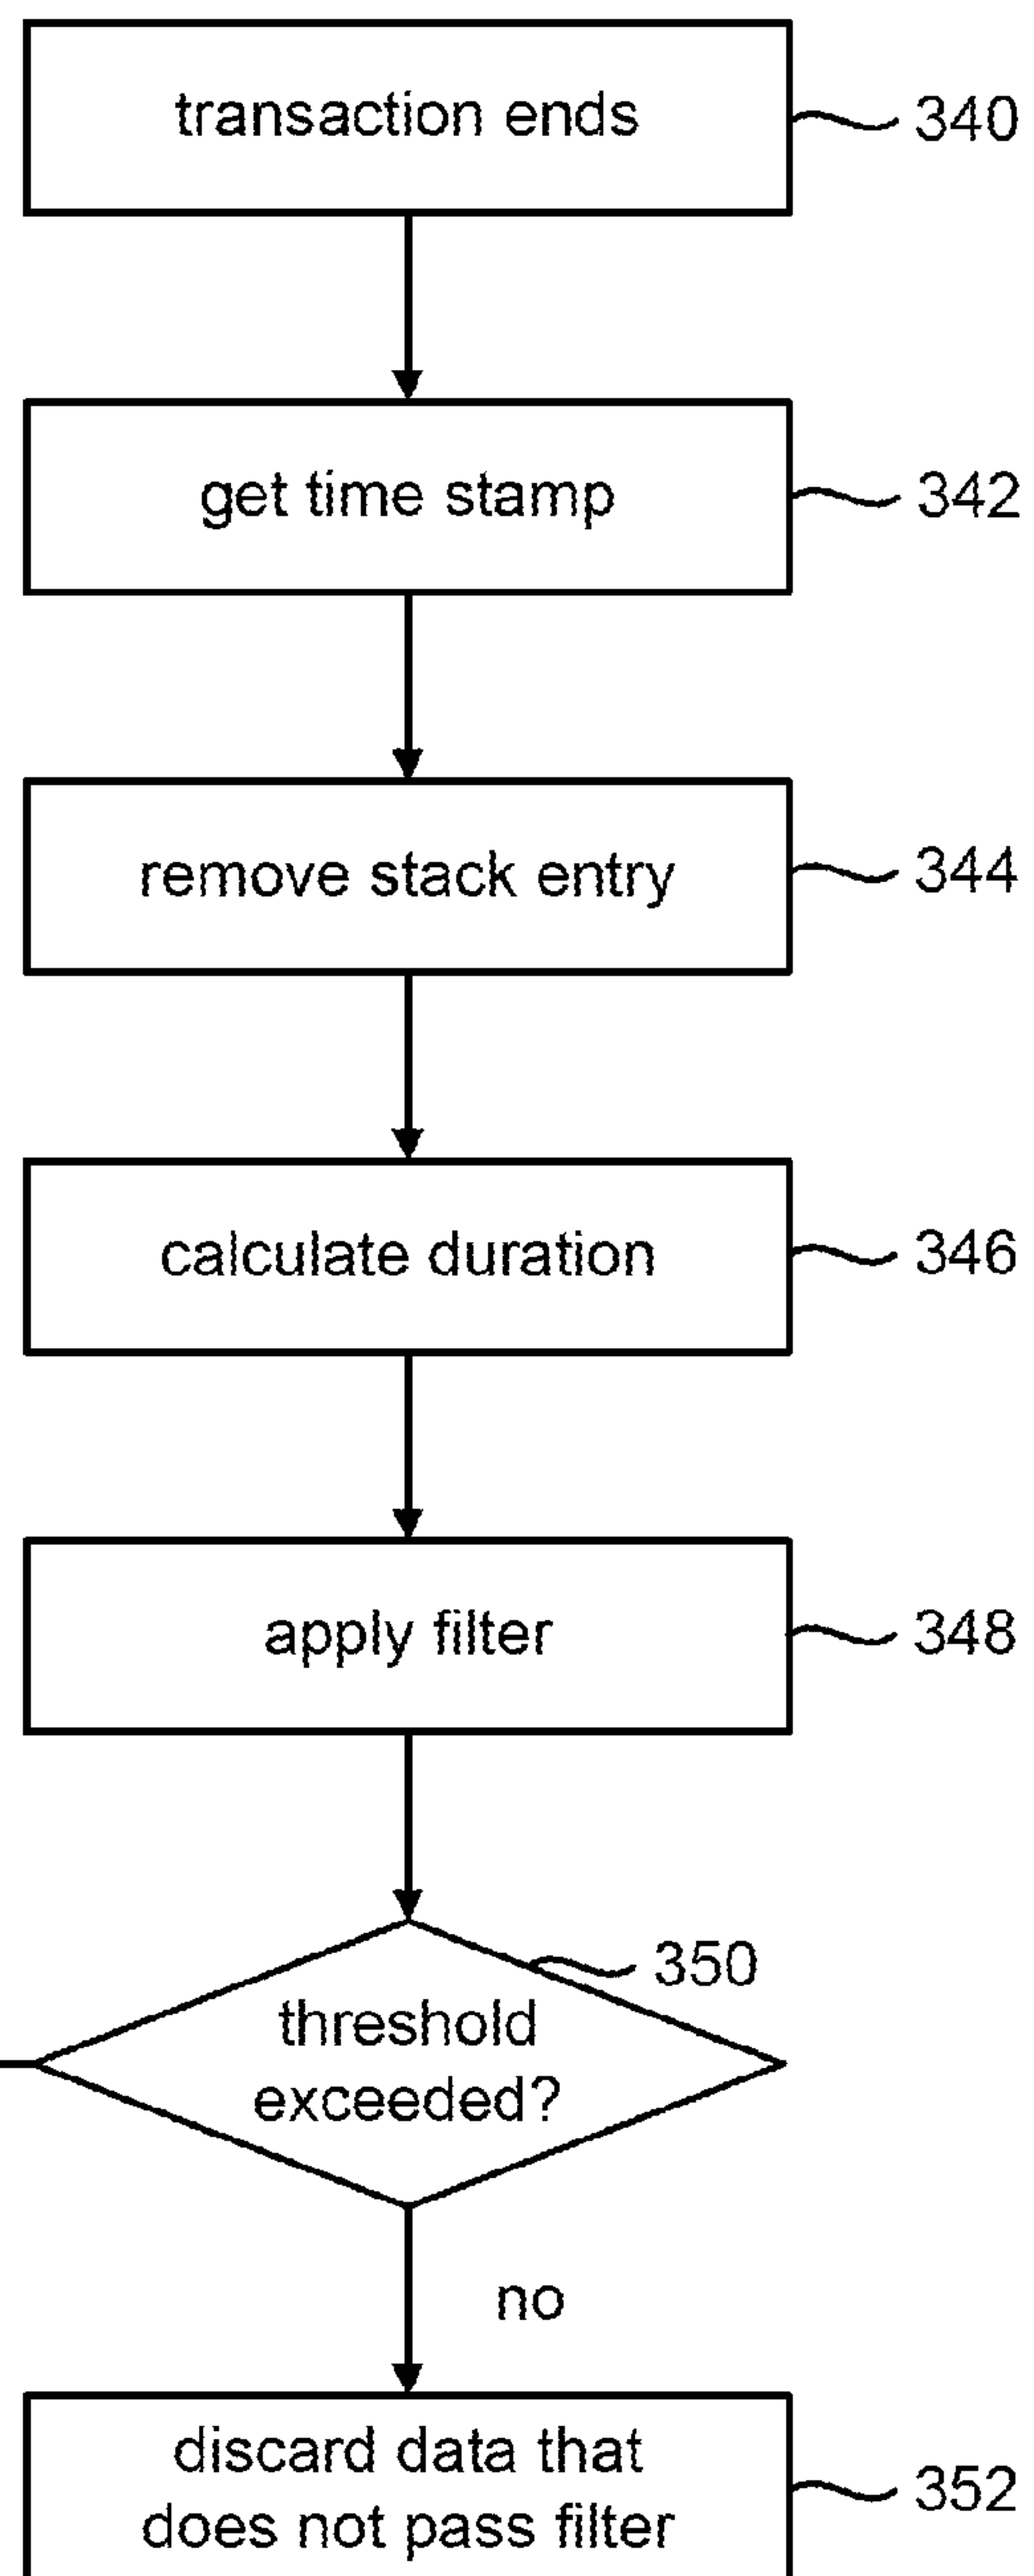 transaction ends
340
get time stamp
342
remove stack entry
344
calculate duration
346
apply filter
348
350
threshold
exceeded?
no
discard data that
does not pass filter
352